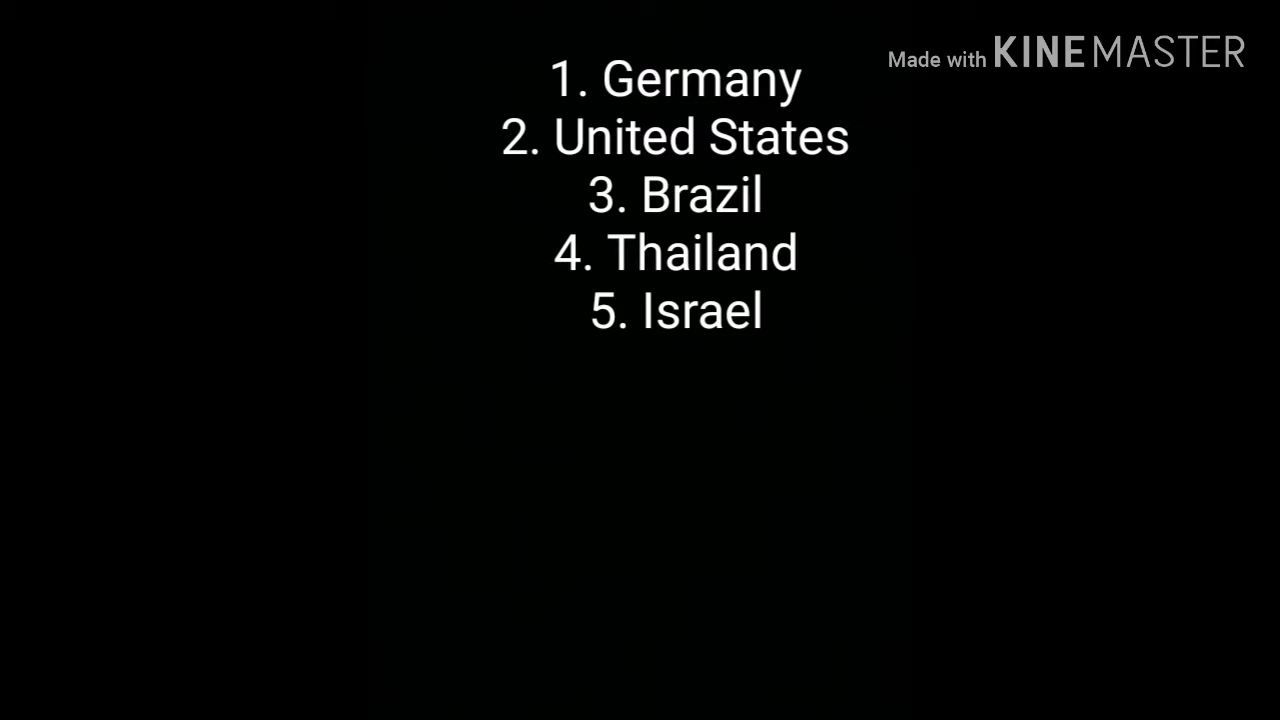 Made with KINEMASTER
1. Germany
2. United States
3. Brazil
4. Thailand
5. Israel